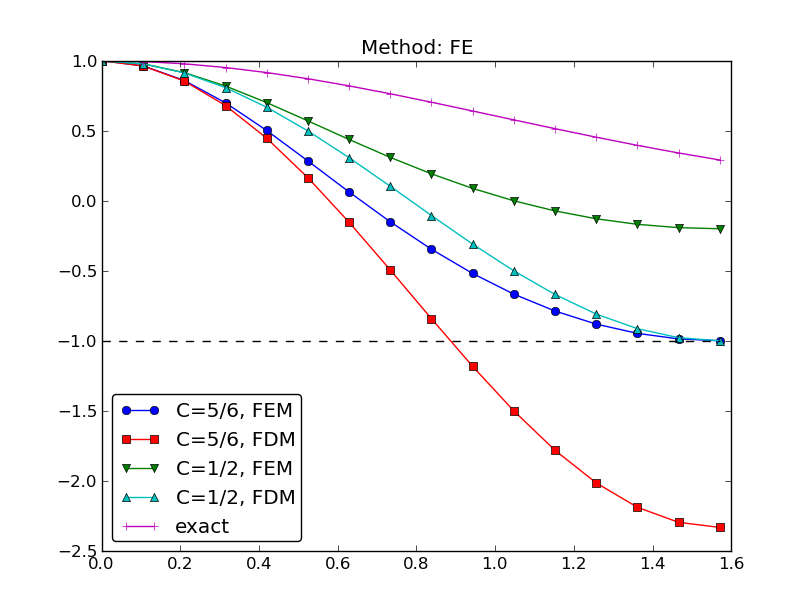 Method: FE
1.0
0.5
0.0
−0.5
−1.0
−1.5
−2.0
−2.5
C=5/6, FEM
C=5/6, FDM
C=1/2, FEM
C=1/2, FDM
exact
0.0 0.2 0.4 0.6 0.8 1.0 1.2 1.4 1.6